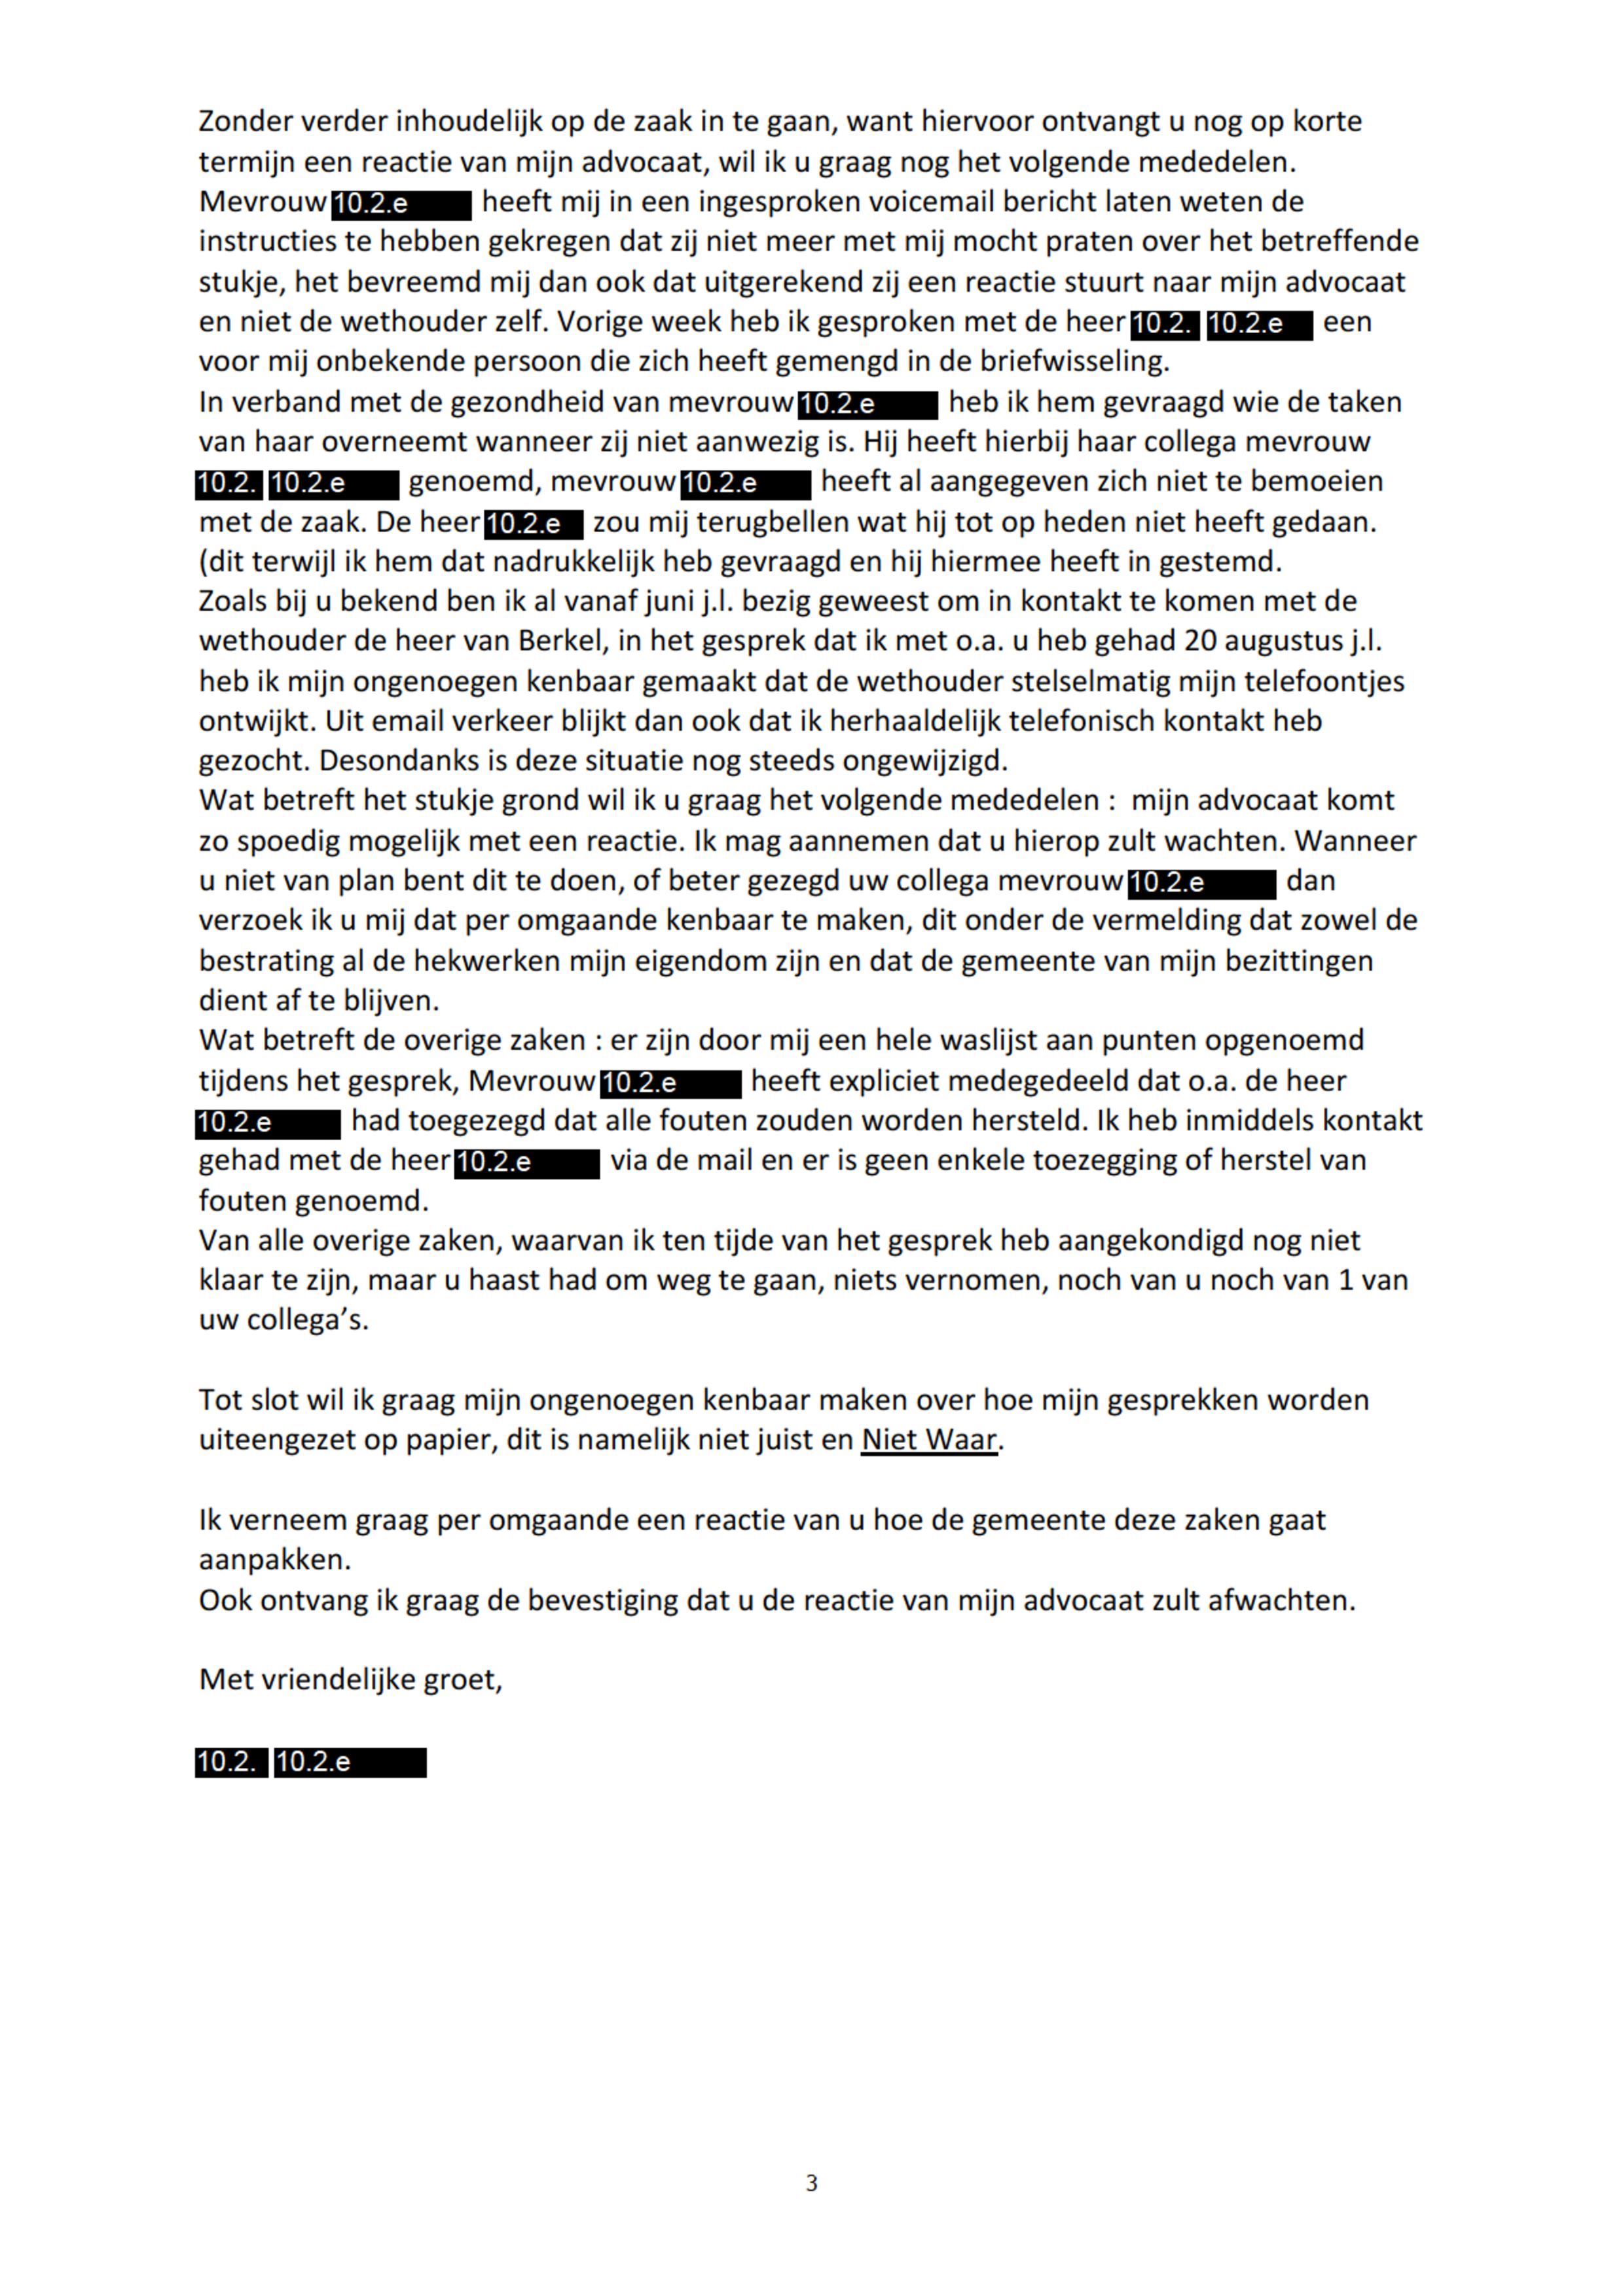 Zonder verder inhoudelijk op de zaak in te gaan, want hiervoor ontvangt u nog op korte
termijn een reactie van mijn advocaat, wil ik u graag nog het volgende mededelen.
Mevrouw 10.2.e heeft mij in een ingesproken voicemail bericht laten weten de
instructies te hebben gekregen dat zij niet meer met mij mocht praten over het betreffende
stukje, het bevreemd mij dan ook dat uitgerekend zij een reactie stuurt naar mijn advocaat
en niet de wethouder zelf. Vorige week heb ik gesproken met de heer 10.2. 10.2.e een
voor mij onbekende persoon die zich heeft gemengd in de briefwisseling.
In verband met de gezondheid van mevrouw 10.2.e heb ik hem gevraagd wie de taken
van haar overneemt wanneer zij niet aanwezig is. Hij heeft hierbij haar collega mevrouw
10.2. 10.2.e genoemd, mevrouw 10.2.e heeft al aangegeven zich niet te bemoeien
met de zaak. De heer 10.2.e zou mij terugbellen wat hij tot op heden niet heeft gedaan.
(dit terwijl ik hem dat nadrukkelijk heb gevraagd en hij hiermee heeft in gestemd.
Zoals bij u bekend ben ik al vanaf juni j.l. bezig geweest om in kontakt te komen met de
wethouder de heer van Berkel, in het gesprek dat ik met o.a. u heb gehad 20 augustus j.l.
heb ik mijn ongenoegen kenbaar gemaakt dat de wethouder stelselmatig mijn telefoontjes
ontwijkt. Uit email verkeer blijkt dan ook dat ik herhaaldelijk telefonisch kontakt heb
gezocht. Desondanks is deze situatie nog steeds ongewijzigd.
Wat betreft het stukje grond wil ik u graag het volgende mededelen : mijn advocaat komt
zo spoedig mogelijk met een reactie. Ik mag aannemen dat u hierop zult wachten. Wanneer
u niet van plan bent dit te doen, of beter gezegd uw collega mevrouw 10.2.e dan
verzoek ik u mij dat per omgaande kenbaar te maken, dit onder de vermelding dat zowel de
bestrating al de hekwerken mijn eigendom zijn en dat de gemeente van mijn bezittingen
dient af te blijven.
Wat betreft de overige zaken : er zijn door mij een hele waslijst aan punten opgenoemd
tijdens het gesprek, Mevrouw 10.2.e heeft expliciet medegedeeld dat o.a. de heer
10.2.e had toegezegd dat alle fouten zouden worden hersteld. Ik heb inmiddels kontakt
gehad met de heer 10.2.e via de mail en er is geen enkele toezegging of herstel van
fouten genoemd.
Van alle overige zaken, waarvan ik ten tijde van het gesprek heb aangekondigd nog niet
klaar te zijn, maar u haast had om weg te gaan, niets vernomen, noch van u noch van 1 van
uw collega's.
Tot slot wil ik graag mijn ongenoegen kenbaar maken over hoe mijn gesprekken worden
uiteengezet op papier, dit is namelijk niet juist en Niet Waar.
Ik verneem graag per omgaande een reactie van u hoe de gemeente deze zaken gaat
aanpakken.
Ook ontvang ik graag de bevestiging dat u de reactie van mijn advocaat zult afwachten.
Met vriendelijke groet,
10.2. 10.2.e
3